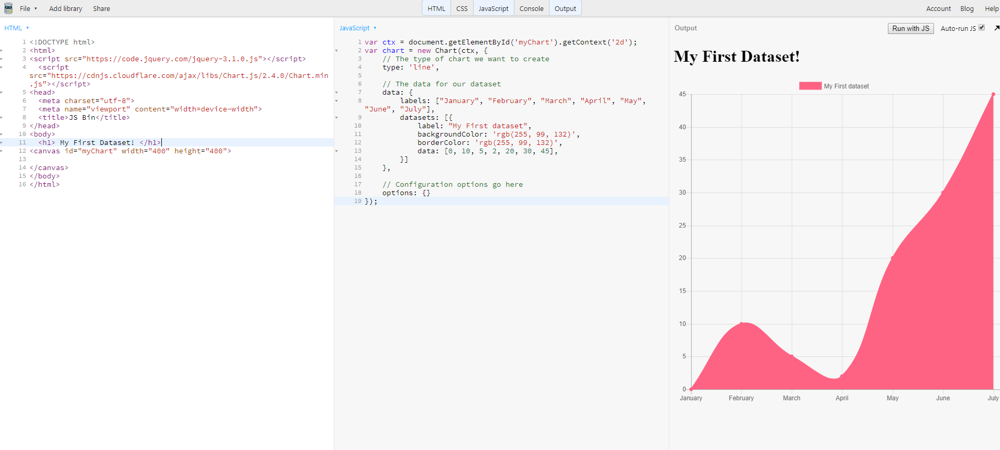 File ▾ Add library Share HTML CSS JavaScript Console Output Account Blog Help
HTML ▾
1 <!DOCTYPE html>
2 <html>
3 <script src="https://code.jquery.com/jquery-3.1.0.js"></script>
4   <script
src="https://cdnjs.cloudflare.com/ajax/libs/Chart.js/2.4.0/Chart.min
.js"></script>
5 <head>
6   <meta charset="utf-8">
7   <meta name="viewport" content="width=device-width">
8   <title>JS Bin</title>
9 </head>
10 <body>
11   <h1> My First Dataset! </h1>
12 <canvas id="myChart" width="400" height="400">
13
14 </canvas>
15 </body>
16 </html>
JavaScript ▾
1 var ctx = document.getElementById('myChart').getContext('2d');
2 var chart = new Chart(ctx, {
3     // The type of chart we want to create
4     type: 'line',
5
6     // The data for our dataset
7     data: {
8         labels: ["January", "February", "March", "April", "May",
"June", "July"],
9         datasets: [{
10             label: "My First dataset",
11             backgroundColor: 'rgb(255, 99, 132)',
12             borderColor: 'rgb(255, 99, 132)',
13             data: [0, 10, 5, 2, 20, 30, 45],
14         }]
15     },
16
17     // Configuration options go here
18     options: {}
19 });
Output Run with JS Auto-run JS
My First Dataset!
My First dataset
45
40
35
30
25
20
15
10
5
0
January February March April May June July